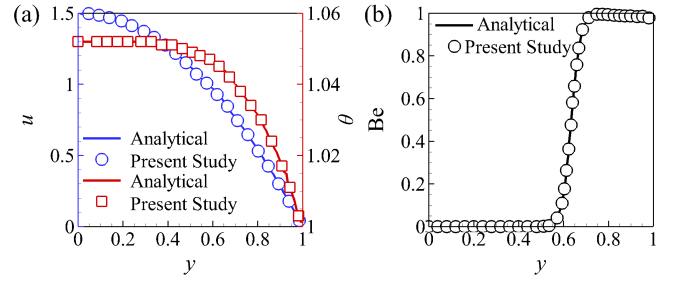 (a)
1.5
1
0.5
0
u
Analytical
Present Study
Analytical
Present Study
1.06
1.04
1.02
1
θ
0 0.2 0.4 0.6 0.8 1
y
(b)
1
0.8
0.6
0.4
0.2
0
Be
Analytical
Present Study
0 0.2 0.4 0.6 0.8 1
y